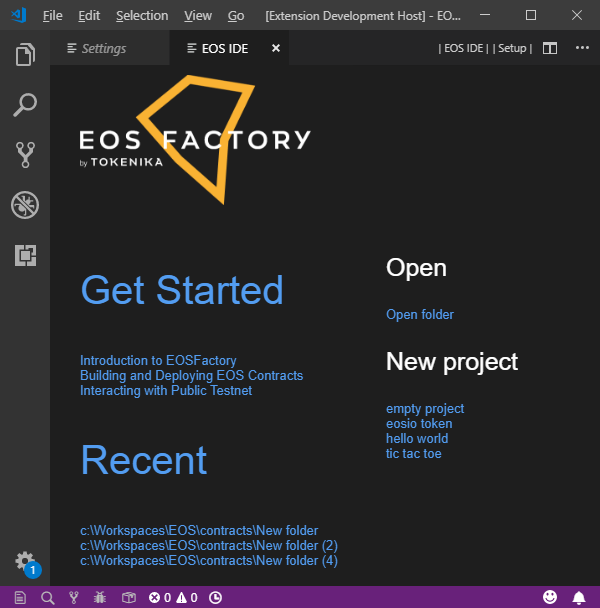 File Edit Selection View Go [Extension Development Host] - EO...
Settings EOS IDE | EOS IDE | | Setup |
EOS FACTORY
by TOKENIKA
Get Started
Introduction to EOSFactory
Building and Deploying EOS Contracts
Interacting with Public Testnet
Recent
c:\Workspaces\EOS\contracts\New folder
c:\Workspaces\EOS\contracts\New folder (2)
c:\Workspaces\EOS\contracts\New folder (4)
Open
Open folder
New project
empty project
eosio token
hello world
tic tac toe
1
0 0